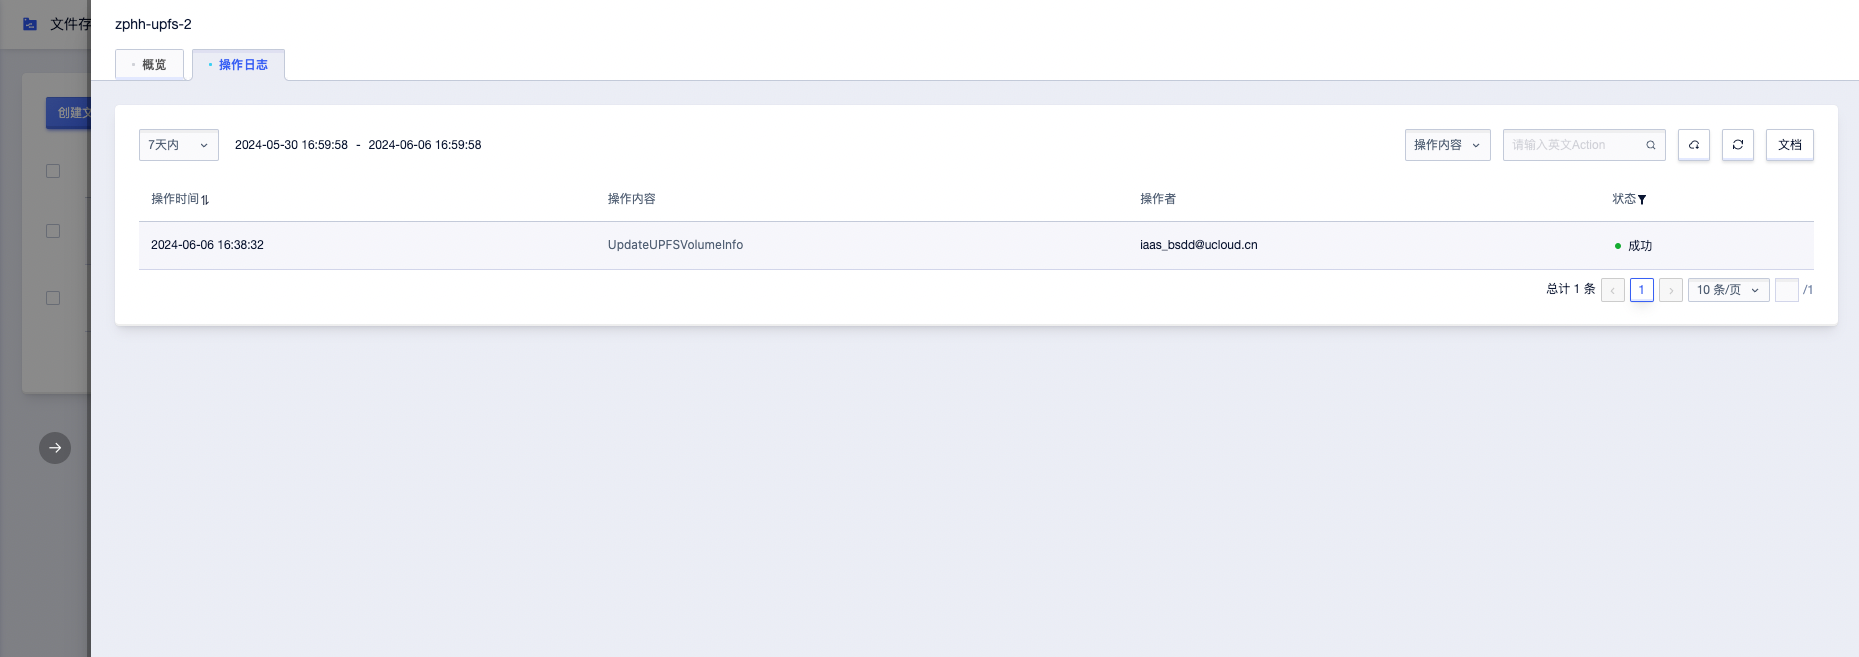 文件存
zphh-upfs-2
概览
操作日志
创建文
7天内
2024-05-30 16:59:58 - 2024-06-06 16:59:58
操作内容
请输入英文Action
文档
操作时间 操作内容 操作者 状态
2024-06-06 16:38:32 UpdateUPFSVolumeInfo iaas_bsdd@ucloud.cn 成功
总计 1 条 1 10 条/页 /1